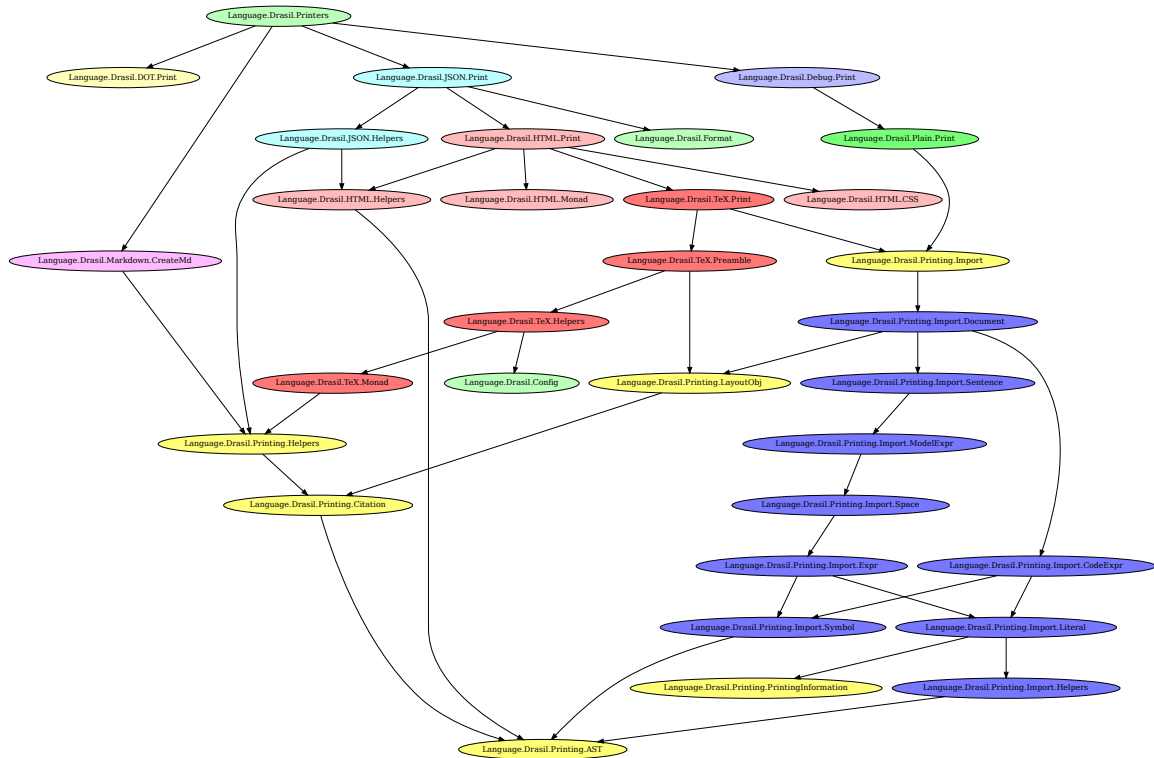 Language.Drasil.Printers
Language.Drasil.DOT.Print
Language.Drasil.JSON.Print
Language.Drasil.Debug.Print
Language.Drasil.JSON.Helpers
Language.Drasil.HTML.Print
Language.Drasil.Format
Language.Drasil.Plain.Print
Language.Drasil.HTML.Helpers
Language.Drasil.HTML.Monad
Language.Drasil.TeX.Print
Language.Drasil.HTML.CSS
Language.Drasil.Markdown.CreateMd
Language.Drasil.TeX.Preamble
Language.Drasil.Printing.Import
Language.Drasil.TeX.Helpers
Language.Drasil.Printing.Import.Document
Language.Drasil.TeX.Monad
Language.Drasil.Config
Language.Drasil.Printing.LayoutObj
Language.Drasil.Printing.Import.Sentence
Language.Drasil.Printing.Helpers
Language.Drasil.Printing.Import.ModelExpr
Language.Drasil.Printing.Citation
Language.Drasil.Printing.Import.Space
Language.Drasil.Printing.Import.Expr
Language.Drasil.Printing.Import.CodeExpr
Language.Drasil.Printing.Import.Symbol
Language.Drasil.Printing.Import.Literal
Language.Drasil.Printing.PrintingInformation
Language.Drasil.Printing.Import.Helpers
Language.Drasil.Printing.AST